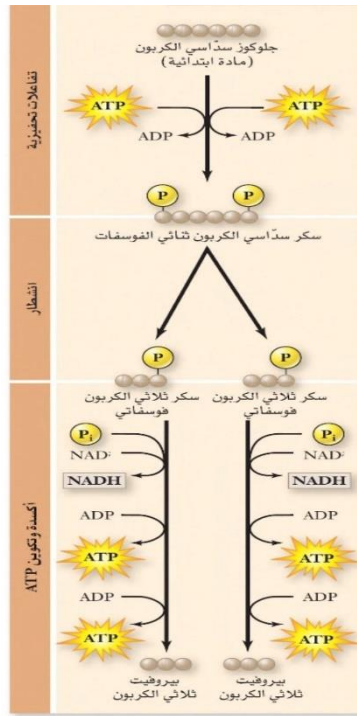 تفاعلات تحفيزية
جلوكوز سداسي الكربون
(مادة ابتدائية)
ATP
ATP
ADP
ADP
P
P
انشطار
سكر سداسي الكربون ثنائي الفوسفات
P
P
أكسدة وتكوين ATP
سكر ثلاثي الكربون
فوسفاتي
سكر ثلاثي الكربون
فوسفاتي
Pi
NAD+
NADH
ADP
ATP
ADP
ATP
Pi
NAD+
NADH
ADP
ATP
ADP
ATP
بيروفيت
ثلاثي الكربون
بيروفيت
ثلاثي الكربون